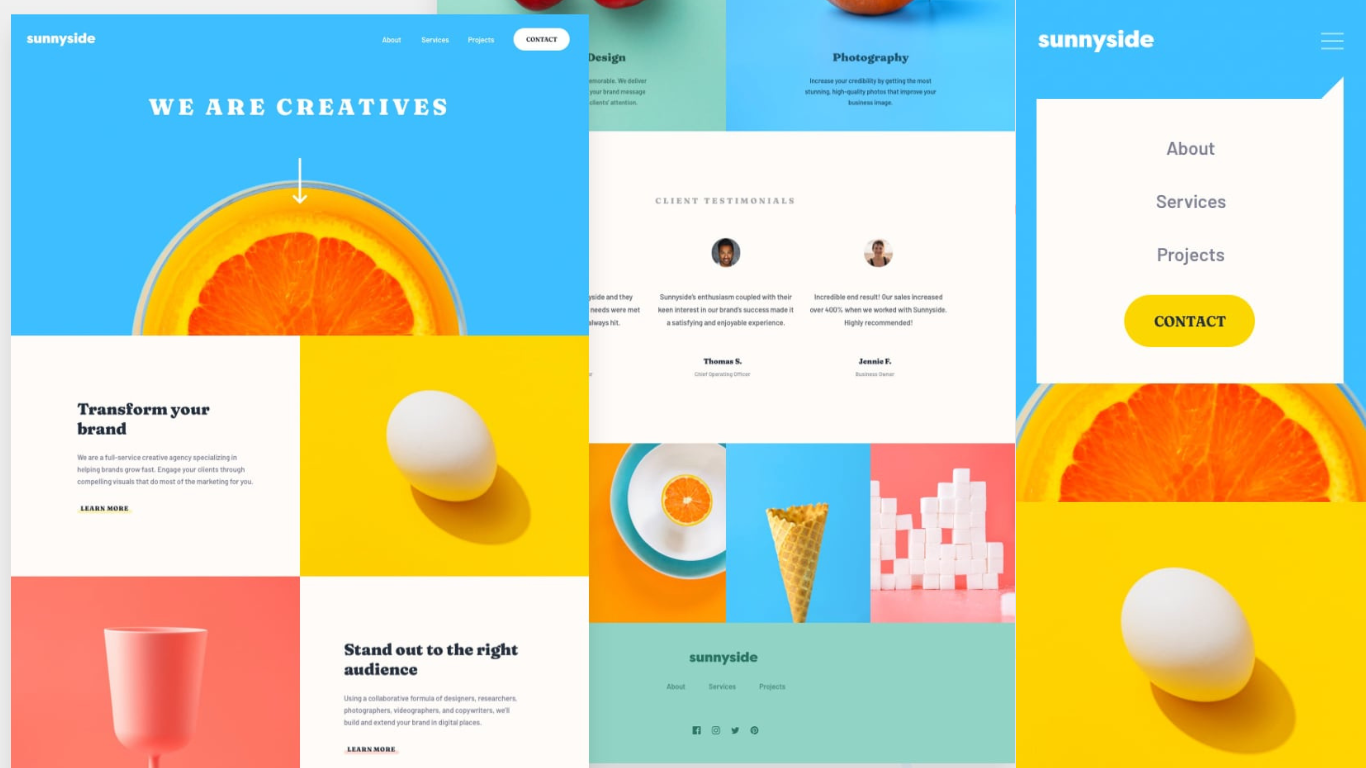 sunnyside
About Services Projects CONTACT
WE ARE CREATIVES
Transform your
brand
We are a full-service creative agency specializing in
helping brands grow fast. Engage your clients through
compelling visuals that do most of the marketing for you.
LEARN MORE
Stand out to the right
audience
Using a collaborative formula of designers, researchers,
photographers, videographers, and copywriters, we'll
build and extend your brand in digital places.
LEARN MORE
Design
emorable. We deliver
your brand message
clients' attention.
Photography
Increase your credibility by getting the most
stunning, high-quality photos that improve your
business image.
CLIENT TESTIMONIALS
yside and they
needs were met
always hit.
Sunnyside's enthusiasm coupled with their
keen interest in our brand's success made it
a satisfying and enjoyable experience.
Thomas S.
Chief Operating Officer
Incredible end result! Our sales increased
over 400% when we worked with Sunnyside.
Highly recommended!
Jennie F.
Business Owner
sunnyside
About Services Projects
sunnyside
About
Services
Projects
CONTACT